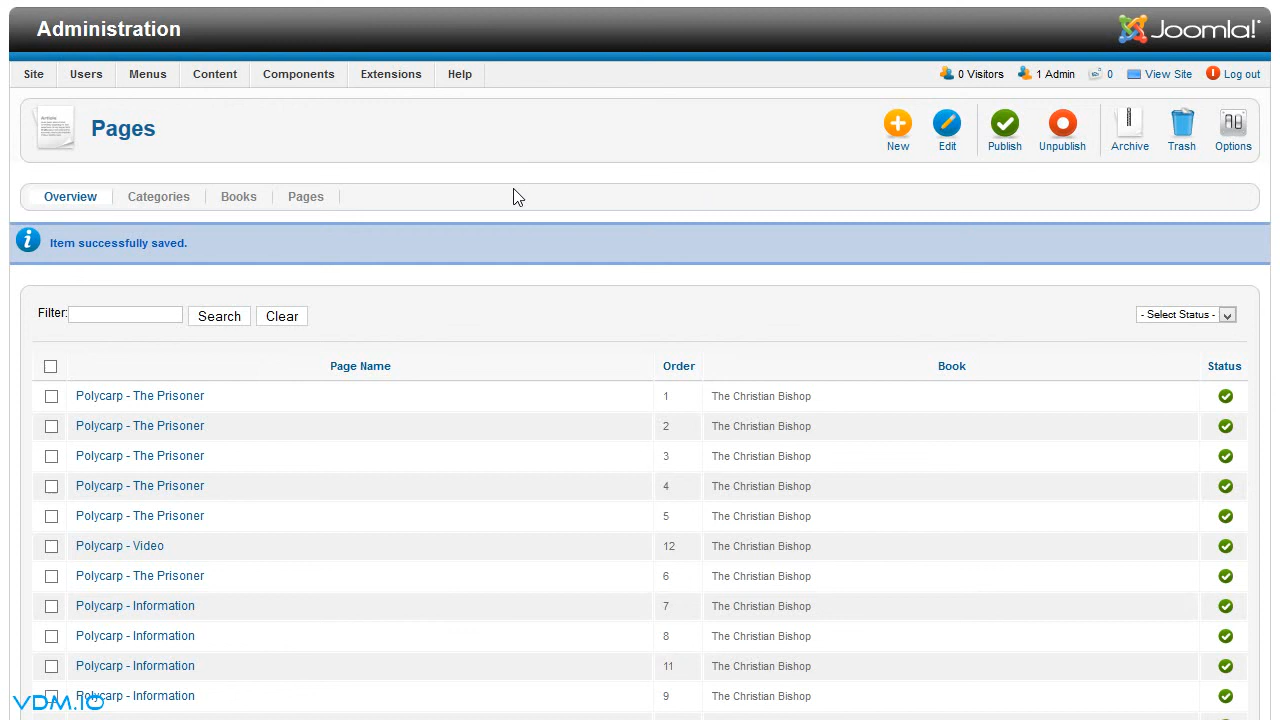 Administration
Joomla!
Site Users Menus Content Components Extensions Help 0 Visitors 1 Admin 0 View Site Log out
Pages
New Edit Publish Unpublish Archive Trash Options
Overview Categories Books Pages
Item successfully saved.
Filter: Search Clear - Select Status -
Page Name Order Book Status
Polycarp - The Prisoner 1 The Christian Bishop
Polycarp - The Prisoner 2 The Christian Bishop
Polycarp - The Prisoner 3 The Christian Bishop
Polycarp - The Prisoner 4 The Christian Bishop
Polycarp - The Prisoner 5 The Christian Bishop
Polycarp - Video 12 The Christian Bishop
Polycarp - The Prisoner 6 The Christian Bishop
Polycarp - Information 7 The Christian Bishop
Polycarp - Information 8 The Christian Bishop
Polycarp - Information 11 The Christian Bishop
Polycarp - Information 9 The Christian Bishop
VDM.IO